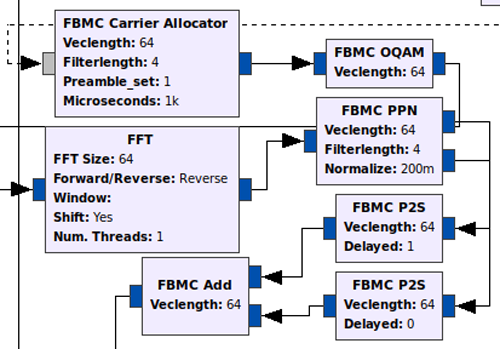 FBMC Carrier Allocator
Veclength: 64
Filterlength: 4
Preamble_set: 1
Microseconds: 1k
FBMC OQAM
Veclength: 64
FBMC PPN
Veclength: 64
Filterlength: 4
Normalize: 200m
FFT
FFT Size: 64
Forward/Reverse: Reverse
Window:
Shift: Yes
Num. Threads: 1
FBMC P2S
Veclength: 64
Delayed: 1
FBMC Add
Veclength: 64
FBMC P2S
Veclength: 64
Delayed: 0